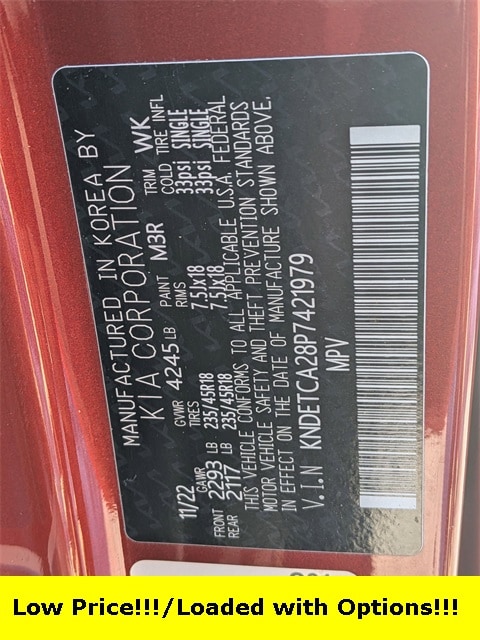 MANUFACTURED IN KOREA BY
KIA CORPORATION
11/22 GVWR 4245 LB PAINT M3R TRIM WK
GAWR TIRES RIMS COLD TIRE INFL
FRONT 2293 LB 235/45R18 7.5Jx18 33psi SINGLE
REAR 2117 LB 235/45R18 7.5Jx18 33psi SINGLE
THIS VEHICLE CONFORMS TO ALL APPLICABLE U.S.A. FEDERAL
MOTOR VEHICLE SAFETY AND THEFT PREVENTION STANDARDS
IN EFFECT ON THE DATE OF MANUFACTURE SHOWN ABOVE.
V.I.N KNDETCA28P7421979
MPV
Low Price!!!/Loaded with Options!!!